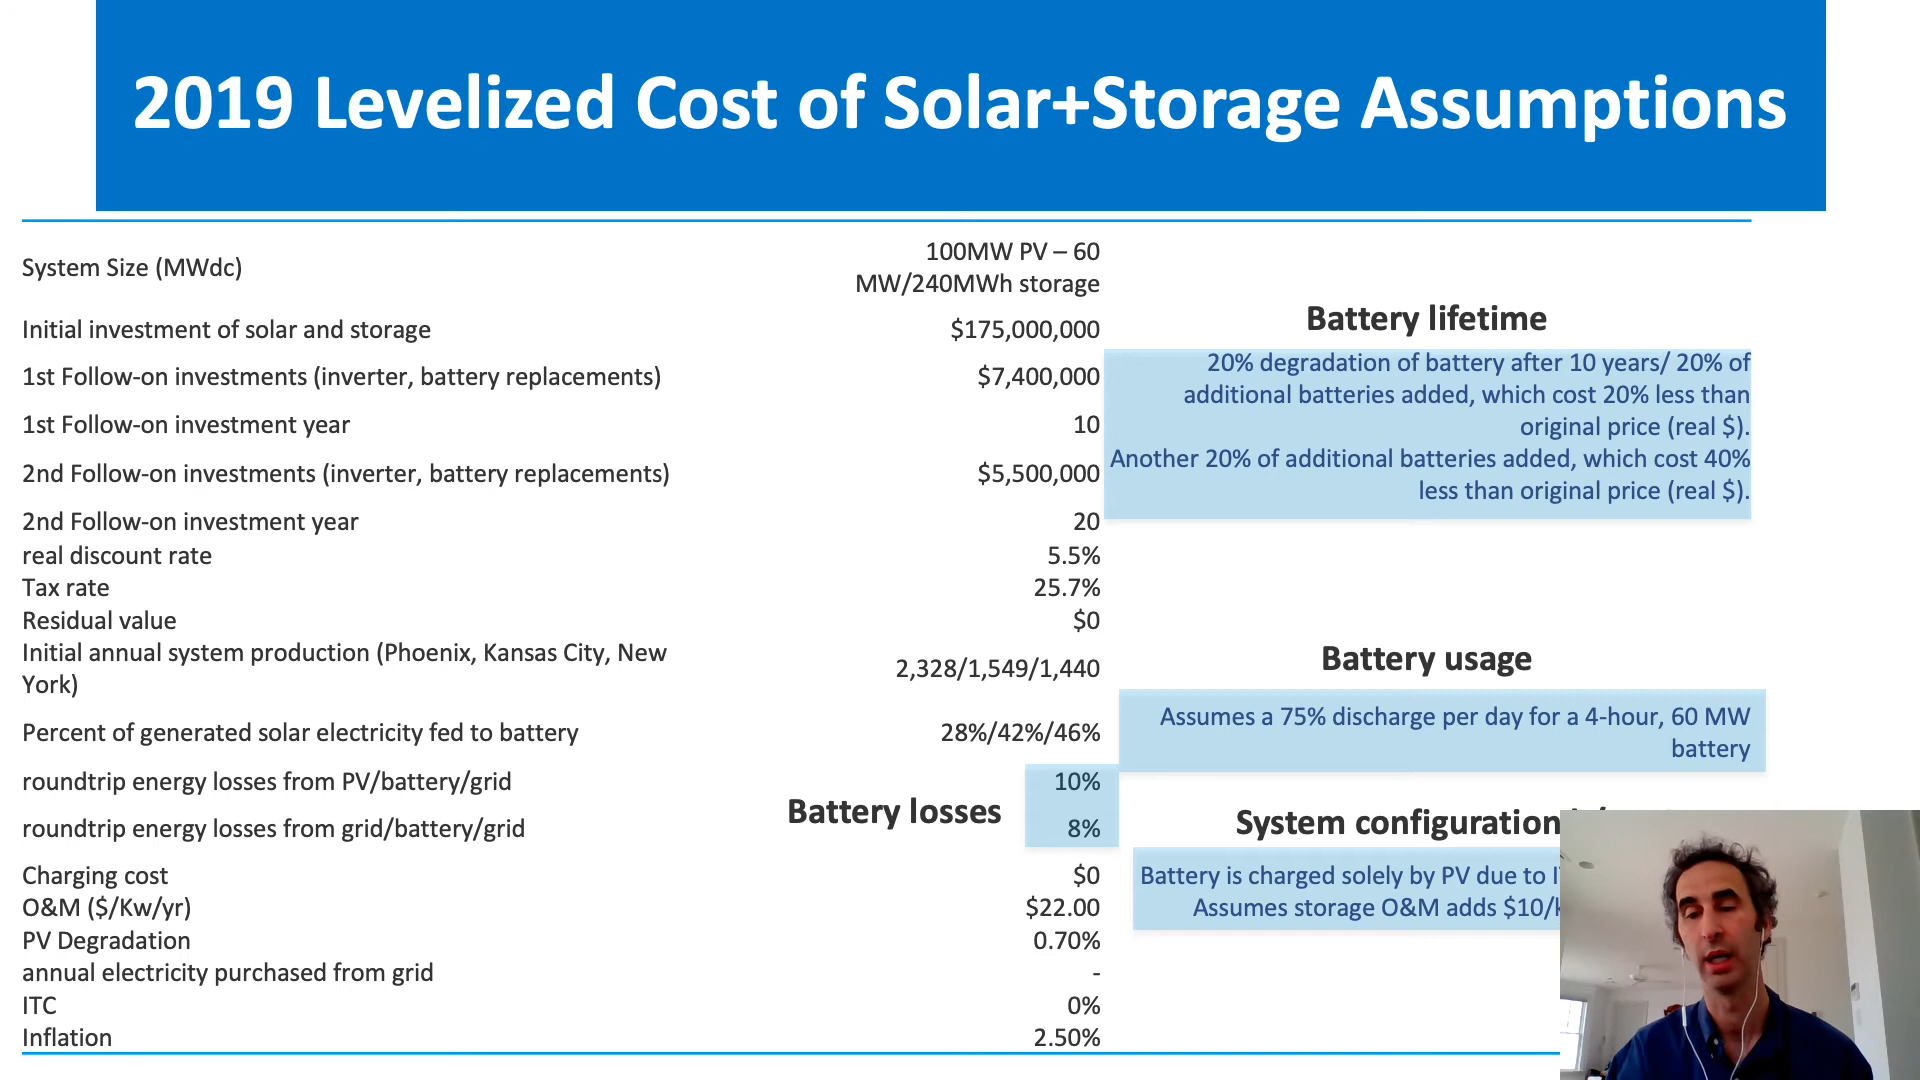 2019 Levelized Cost of Solar+Storage Assumptions
System Size (MWdc)
100MW PV – 60
MW/240MWh storage
Initial investment of solar and storage
$175,000,000
1st Follow-on investments (inverter, battery replacements)
$7,400,000
1st Follow-on investment year
10
2nd Follow-on investments (inverter, battery replacements)
$5,500,000
2nd Follow-on investment year
20
real discount rate
5.5%
Tax rate
25.7%
Residual value
$0
Initial annual system production (Phoenix, Kansas City, New
York)
2,328/1,549/1,440
Percent of generated solar electricity fed to battery
28%/42%/46%
roundtrip energy losses from PV/battery/grid
10%
roundtrip energy losses from grid/battery/grid
8%
Battery losses
Charging cost
$0
O&M ($/Kw/yr)
$22.00
PV Degradation
0.70%
annual electricity purchased from grid
-
ITC
0%
Inflation
2.50%
Battery lifetime
20% degradation of battery after 10 years/ 20% of
additional batteries added, which cost 20% less than
original price (real $).
Another 20% of additional batteries added, which cost 40%
less than original price (real $).
Battery usage
Assumes a 75% discharge per day for a 4-hour, 60 MW
battery
System configuration
Battery is charged solely by PV due to
Assumes storage O&M adds $10/